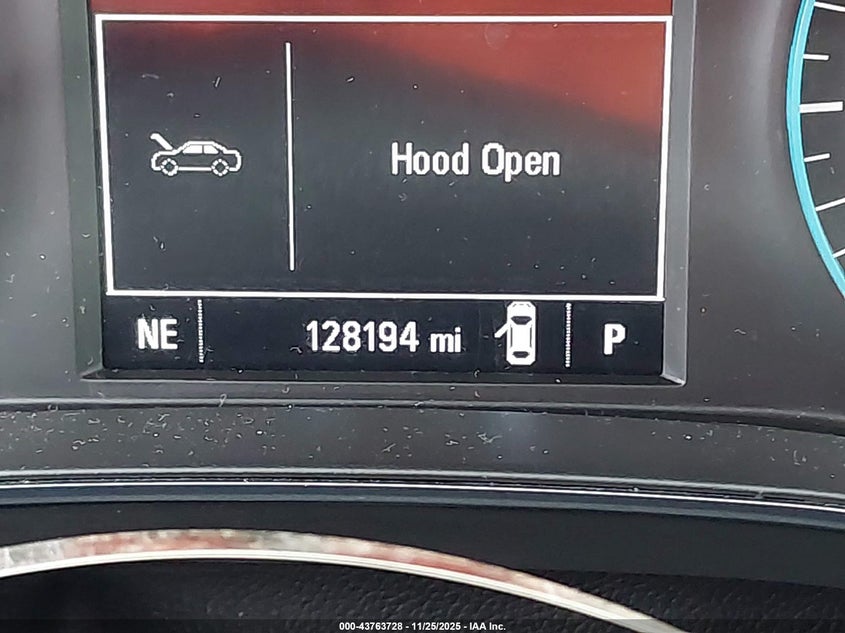 Hood Open
NE 128194 mi P
000-43763728 - 11/25/2025 - IAA Inc.